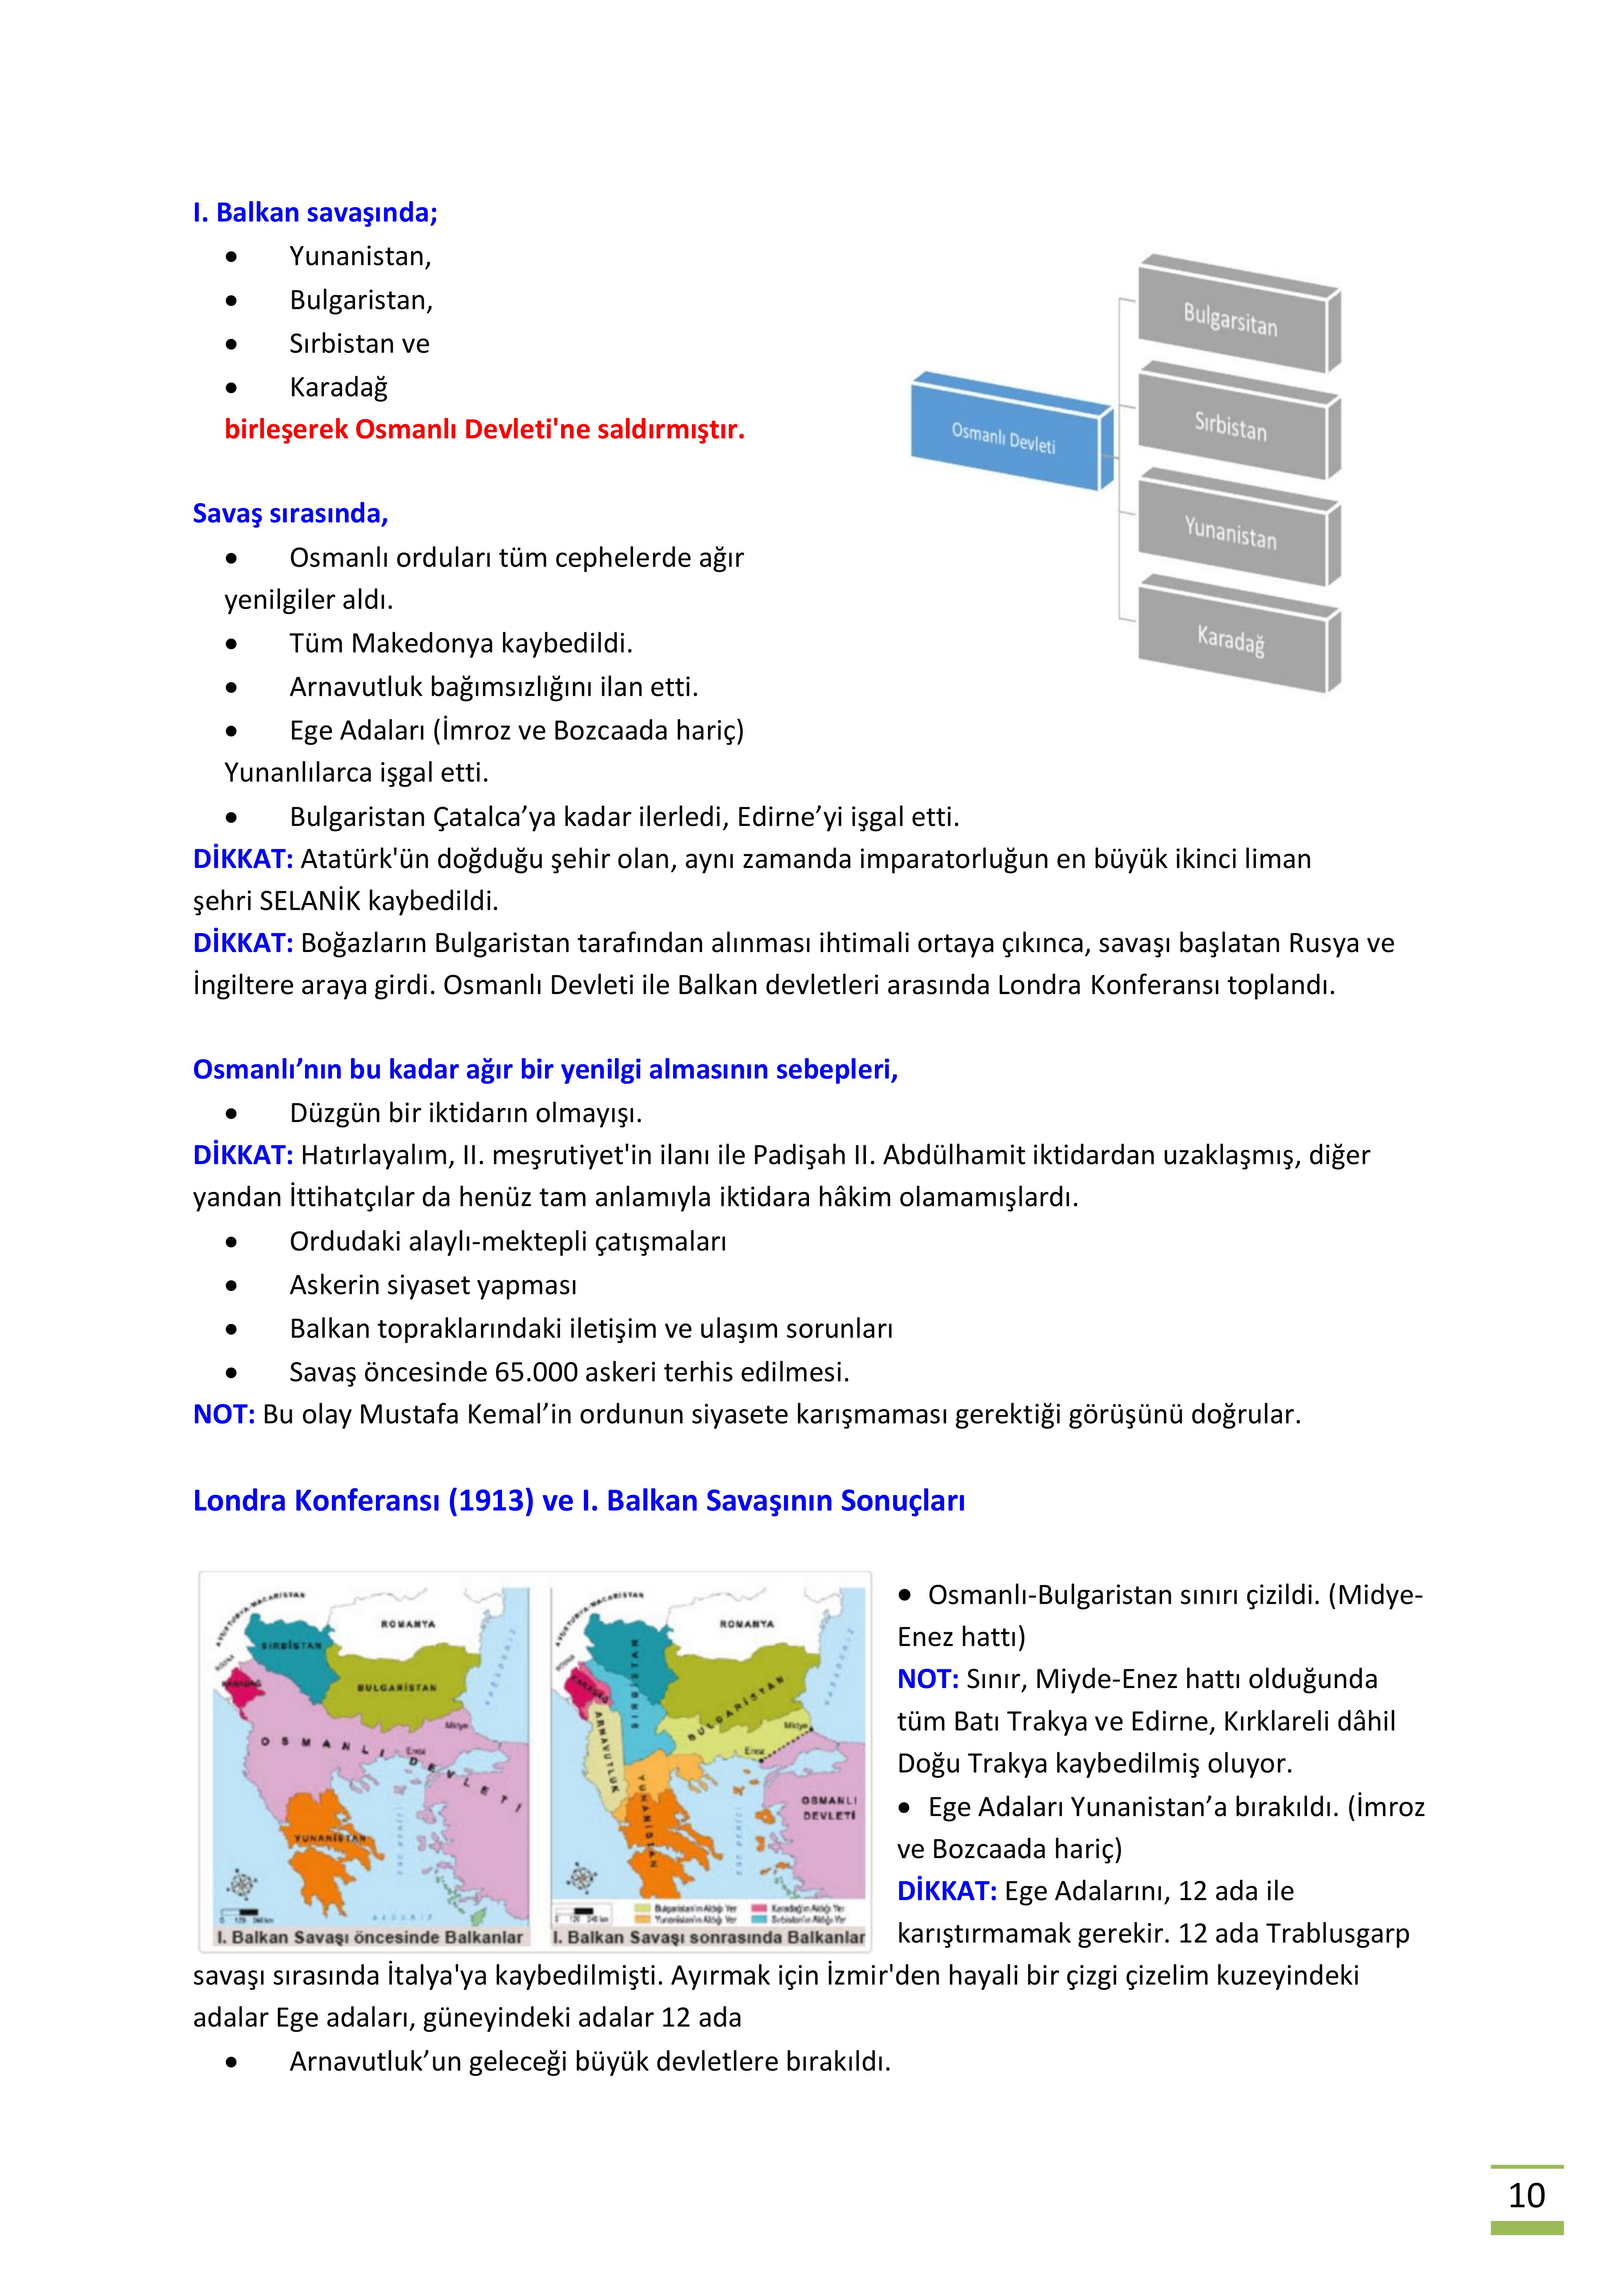 I. Balkan savaşında;
• Yunanistan,
• Bulgaristan,
• Sırbistan ve
• Karadağ
birleşerek Osmanlı Devleti'ne saldırmıştır.
Osmanlı Devleti
Bulgarsitan
Sırbistan
Yunanistan
Karadağ
Savaş sırasında,
• Osmanlı orduları tüm cephelerde ağır
yenilgiler aldı.
• Tüm Makedonya kaybedildi.
• Arnavutluk bağımsızlığını ilan etti.
• Ege Adaları (İmroz ve Bozcaada hariç)
Yunanlılarca işgal etti.
• Bulgaristan Çatalca’ya kadar ilerledi, Edirne’yi işgal etti.
DİKKAT: Atatürk'ün doğduğu şehir olan, aynı zamanda imparatorluğun en büyük ikinci liman
şehri SELANİK kaybedildi.
DİKKAT: Boğazların Bulgaristan tarafından alınması ihtimali ortaya çıkınca, savaşı başlatan Rusya ve
İngiltere araya girdi. Osmanlı Devleti ile Balkan devletleri arasında Londra Konferansı toplandı.
Osmanlı’nın bu kadar ağır bir yenilgi almasının sebepleri,
• Düzgün bir iktidarın olmayışı.
DİKKAT: Hatırlayalım, II. meşrutiyet'in ilanı ile Padişah II. Abdülhamit iktidardan uzaklaşmış, diğer
yandan İttihatçılar da henüz tam anlamıyla iktidara hâkim olamamışlardı.
• Ordudaki alaylı-mektepli çatışmaları
• Askerin siyaset yapması
• Balkan topraklarındaki iletişim ve ulaşım sorunları
• Savaş öncesinde 65.000 askeri terhis edilmesi.
NOT: Bu olay Mustafa Kemal’in ordunun siyasete karışmaması gerektiği görüşünü doğrular.
Londra Konferansı (1913) ve I. Balkan Savaşının Sonuçları
AVUSTURYA-MACARİSTAN
ROMANYA
SIRBİSTAN
BOSNA
KARADAĞ
BULGARİSTAN
KARADENİZ
Midye
Enez
OSMANLI DEVLETİ
YUNANİSTAN
EGE DENİZİ
AKDENİZ
I. Balkan Savaşı öncesinde Balkanlar
AVUSTURYA-MACARİSTAN
ROMANYA
BOSNA
KARADAĞ
SIRBİSTAN
BULGARİSTAN
KARADENİZ
ARNAVUTLUK
Midye
Enez
YUNANİSTAN
OSMANLI
DEVLETİ
EGE DENİZİ
Bulgaristan'ın Aldığı Yer
Karadağ'ın Aldığı Yer
Yunanistan'ın Aldığı Yer
Sırbistan'ın Aldığı Yer
I. Balkan Savaşı sonrasında Balkanlar
• Osmanlı-Bulgaristan sınırı çizildi. (Midye-
Enez hattı)
NOT: Sınır, Miyde-Enez hattı olduğunda
tüm Batı Trakya ve Edirne, Kırklareli dâhil
Doğu Trakya kaybedilmiş oluyor.
• Ege Adaları Yunanistan’a bırakıldı. (İmroz
ve Bozcaada hariç)
DİKKAT: Ege Adalarını, 12 ada ile
karıştırmamak gerekir. 12 ada Trablusgarp
savaşı sırasında İtalya'ya kaybedilmişti. Ayırmak için İzmir'den hayali bir çizgi çizelim kuzeyindeki
adalar Ege adaları, güneyindeki adalar 12 ada
• Arnavutluk’un geleceği büyük devletlere bırakıldı.
10